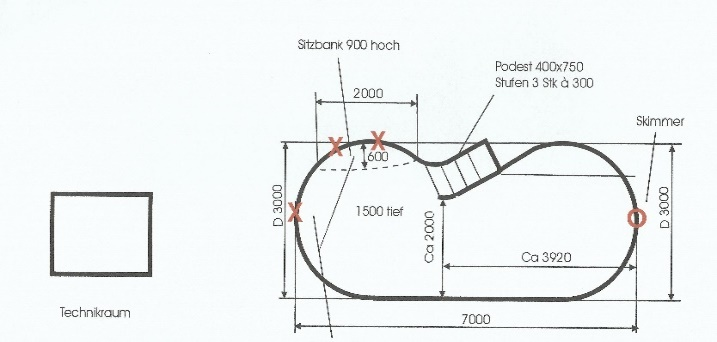 Sitzbank 900 hoch
Podest 400x750
Stufen 3 Stk à 300
2000
Skimmer
600
D 3000
1500 tief
Ca 2000
D 3000
Ca 3920
Technikraum
7000